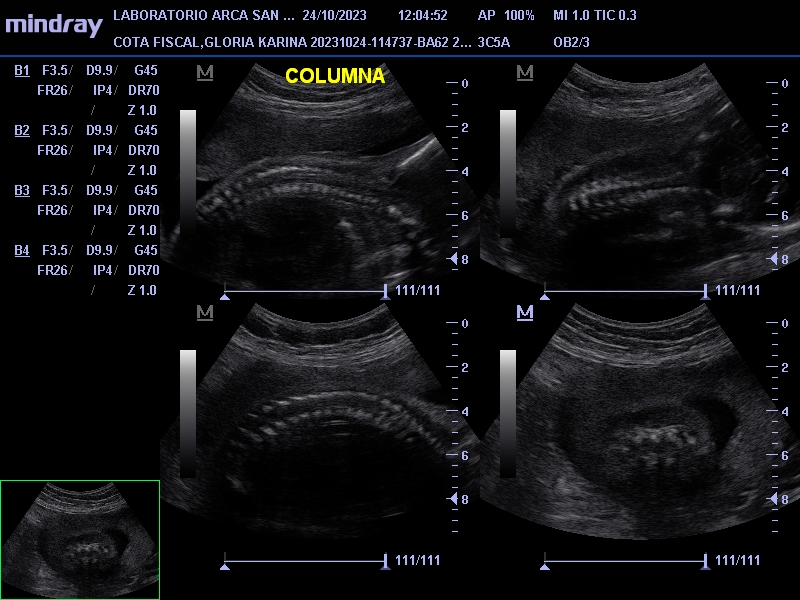 mindray
LABORATORIO ARCA SAN ... 24/10/2023 12:04:52 AP 100% MI 1.0 TIC 0.3
COTA FISCAL,GLORIA KARINA 20231024-114737-BA62 2... 3C5A OB2/3
B1 F3.5/ D9.9/ G45
FR26/ IP4/ DR70
/ Z 1.0
B2 F3.5/ D9.9/ G45
FR26/ IP4/ DR70
/ Z 1.0
B3 F3.5/ D9.9/ G45
FR26/ IP4/ DR70
/ Z 1.0
B4 F3.5/ D9.9/ G45
FR26/ IP4/ DR70
/ Z 1.0
M
COLUMNA
0
2
4
6
8
111/111
M
0
2
4
6
8
111/111
M
0
2
4
6
8
111/111
M
0
2
4
6
8
111/111